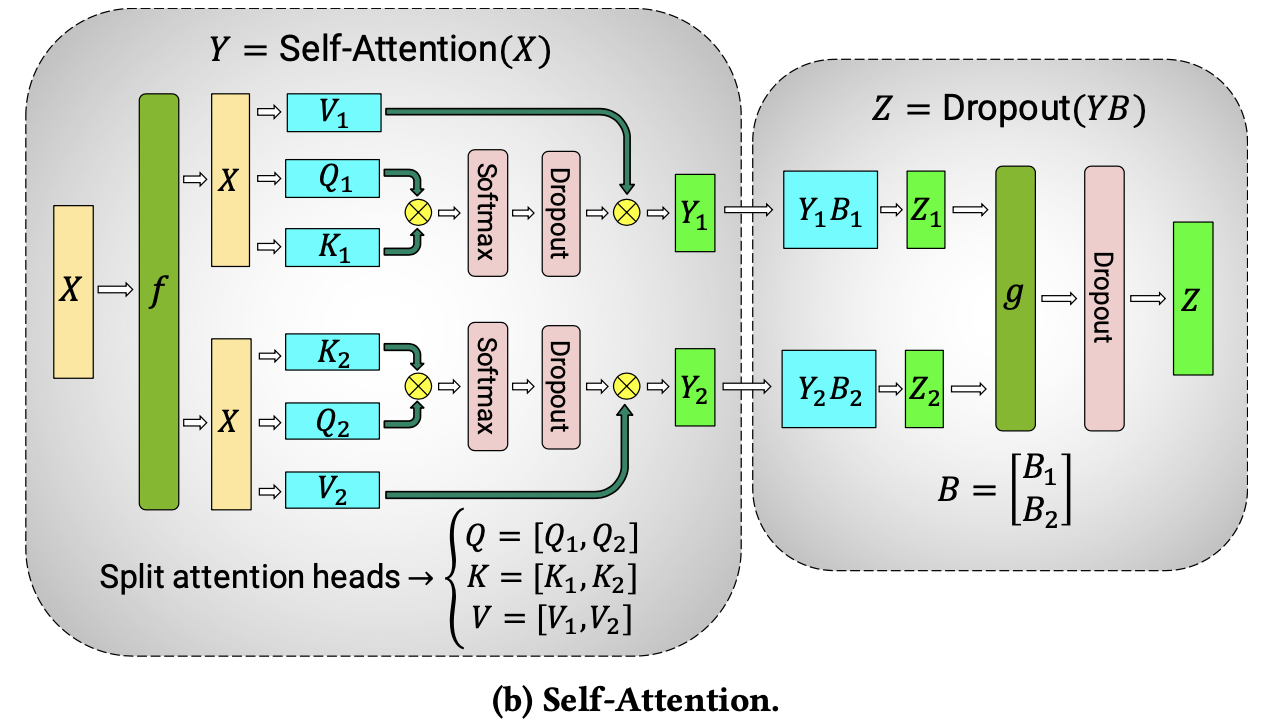 Y = Self-Attention(X)
Z = Dropout(YB)
X
f
X
V₁
Q₁
K₁
Softmax
Dropout
Y₁
Y₁B₁
Z₁
X
K₂
Q₂
V₂
Softmax
Dropout
Y₂
Y₂B₂
Z₂
g
Dropout
Z
B = [B₁
B₂]
Split attention heads → { Q = [Q₁, Q₂]
K = [K₁, K₂]
V = [V₁, V₂]
(b) Self-Attention.